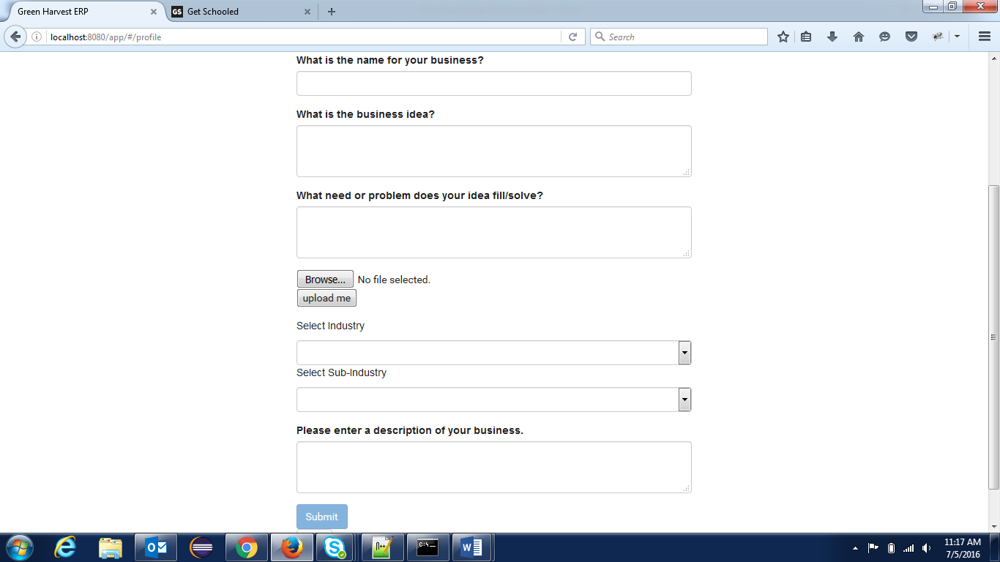 Green Harvest ERP
GS Get Schooled
localhost:8080/app/#/profile
Search
What is the name for your business?
What is the business idea?
What need or problem does your idea fill/solve?
Browse... No file selected.
upload me
Select Industry
Select Sub-Industry
Please enter a description of your business.
Submit
11:17 AM
7/5/2016